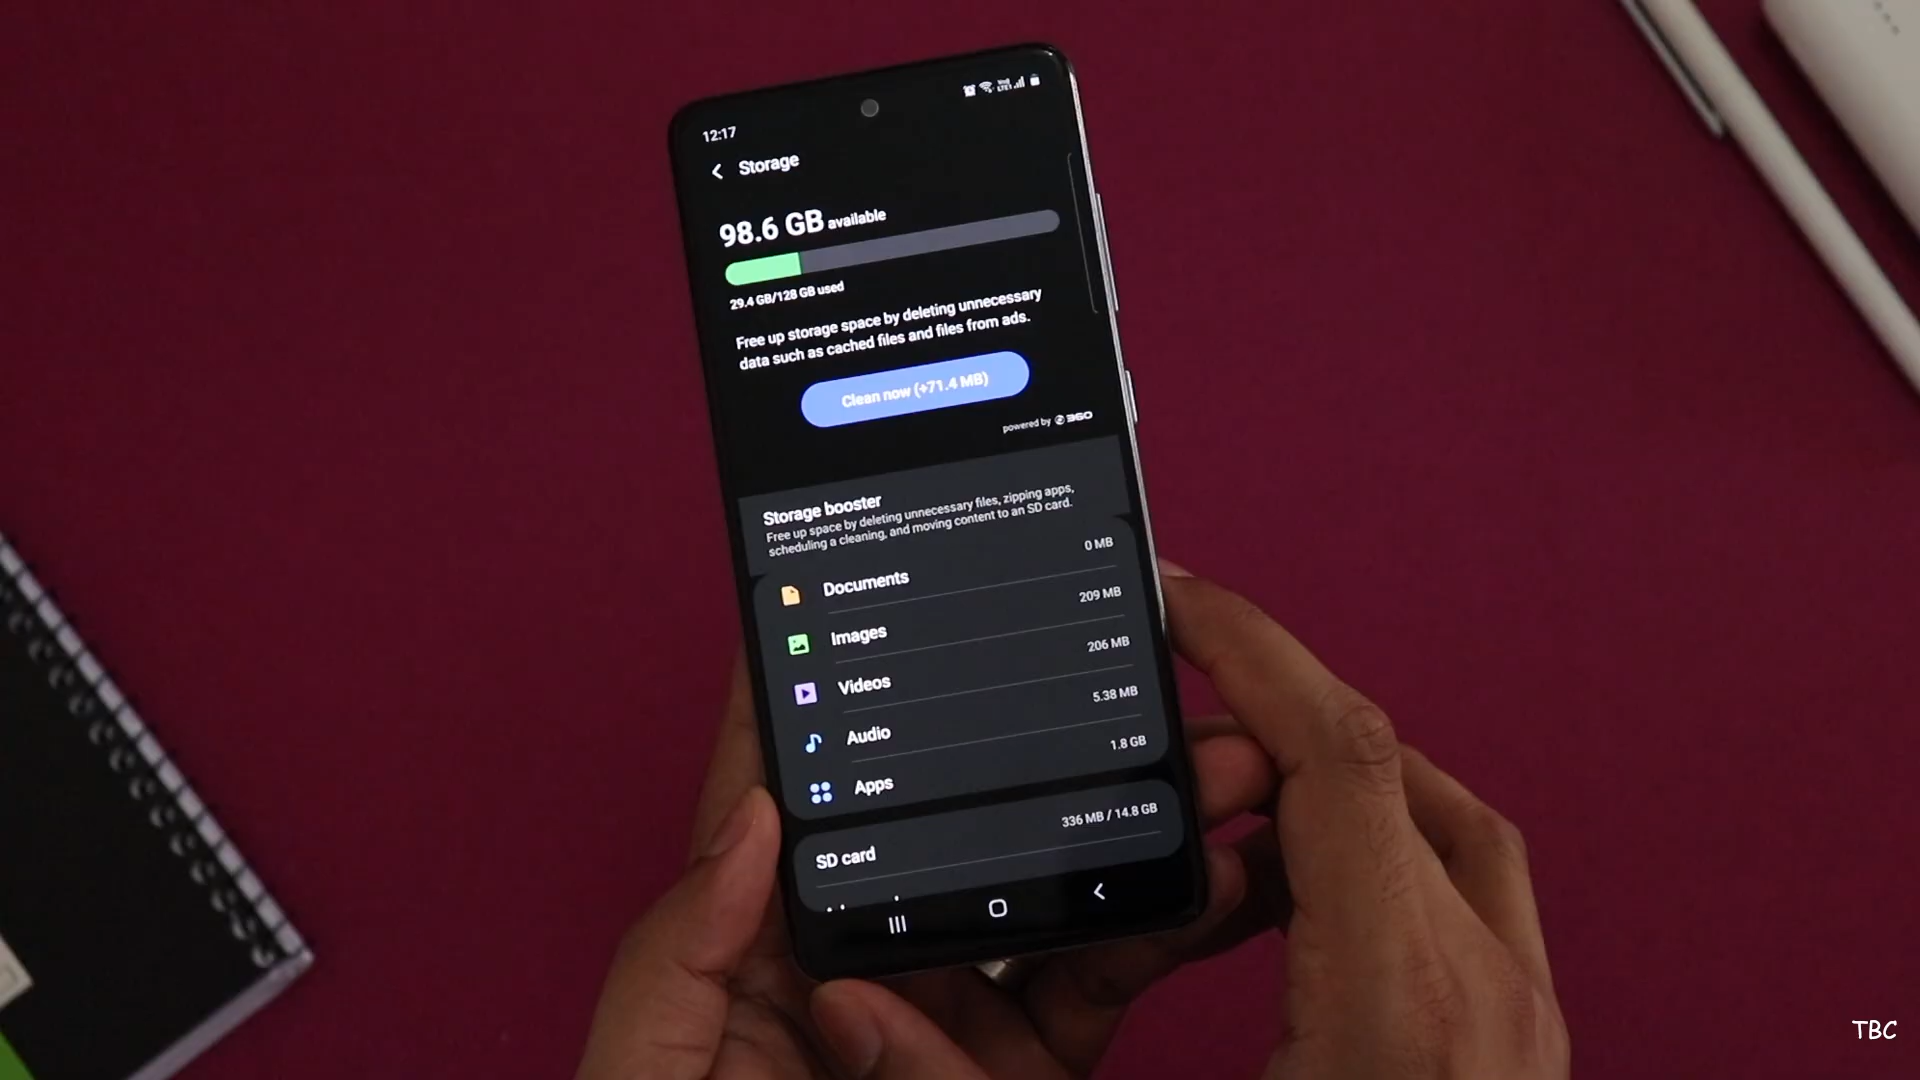 12:17
Storage
98.6 GB available
29.4 GB/128 GB used
Free up storage space by deleting unnecessary
data such as cached files and files from ads.
Clean now (+71.4 MB)
powered by 360
Storage booster
Free up space by deleting unnecessary files, zipping apps,
scheduling a cleaning, and moving content to an SD card.
Documents 0 MB
Images 209 MB
Videos 206 MB
Audio 5.38 MB
Apps 1.8 GB
SD card 336 MB / 14.8 GB
TBC